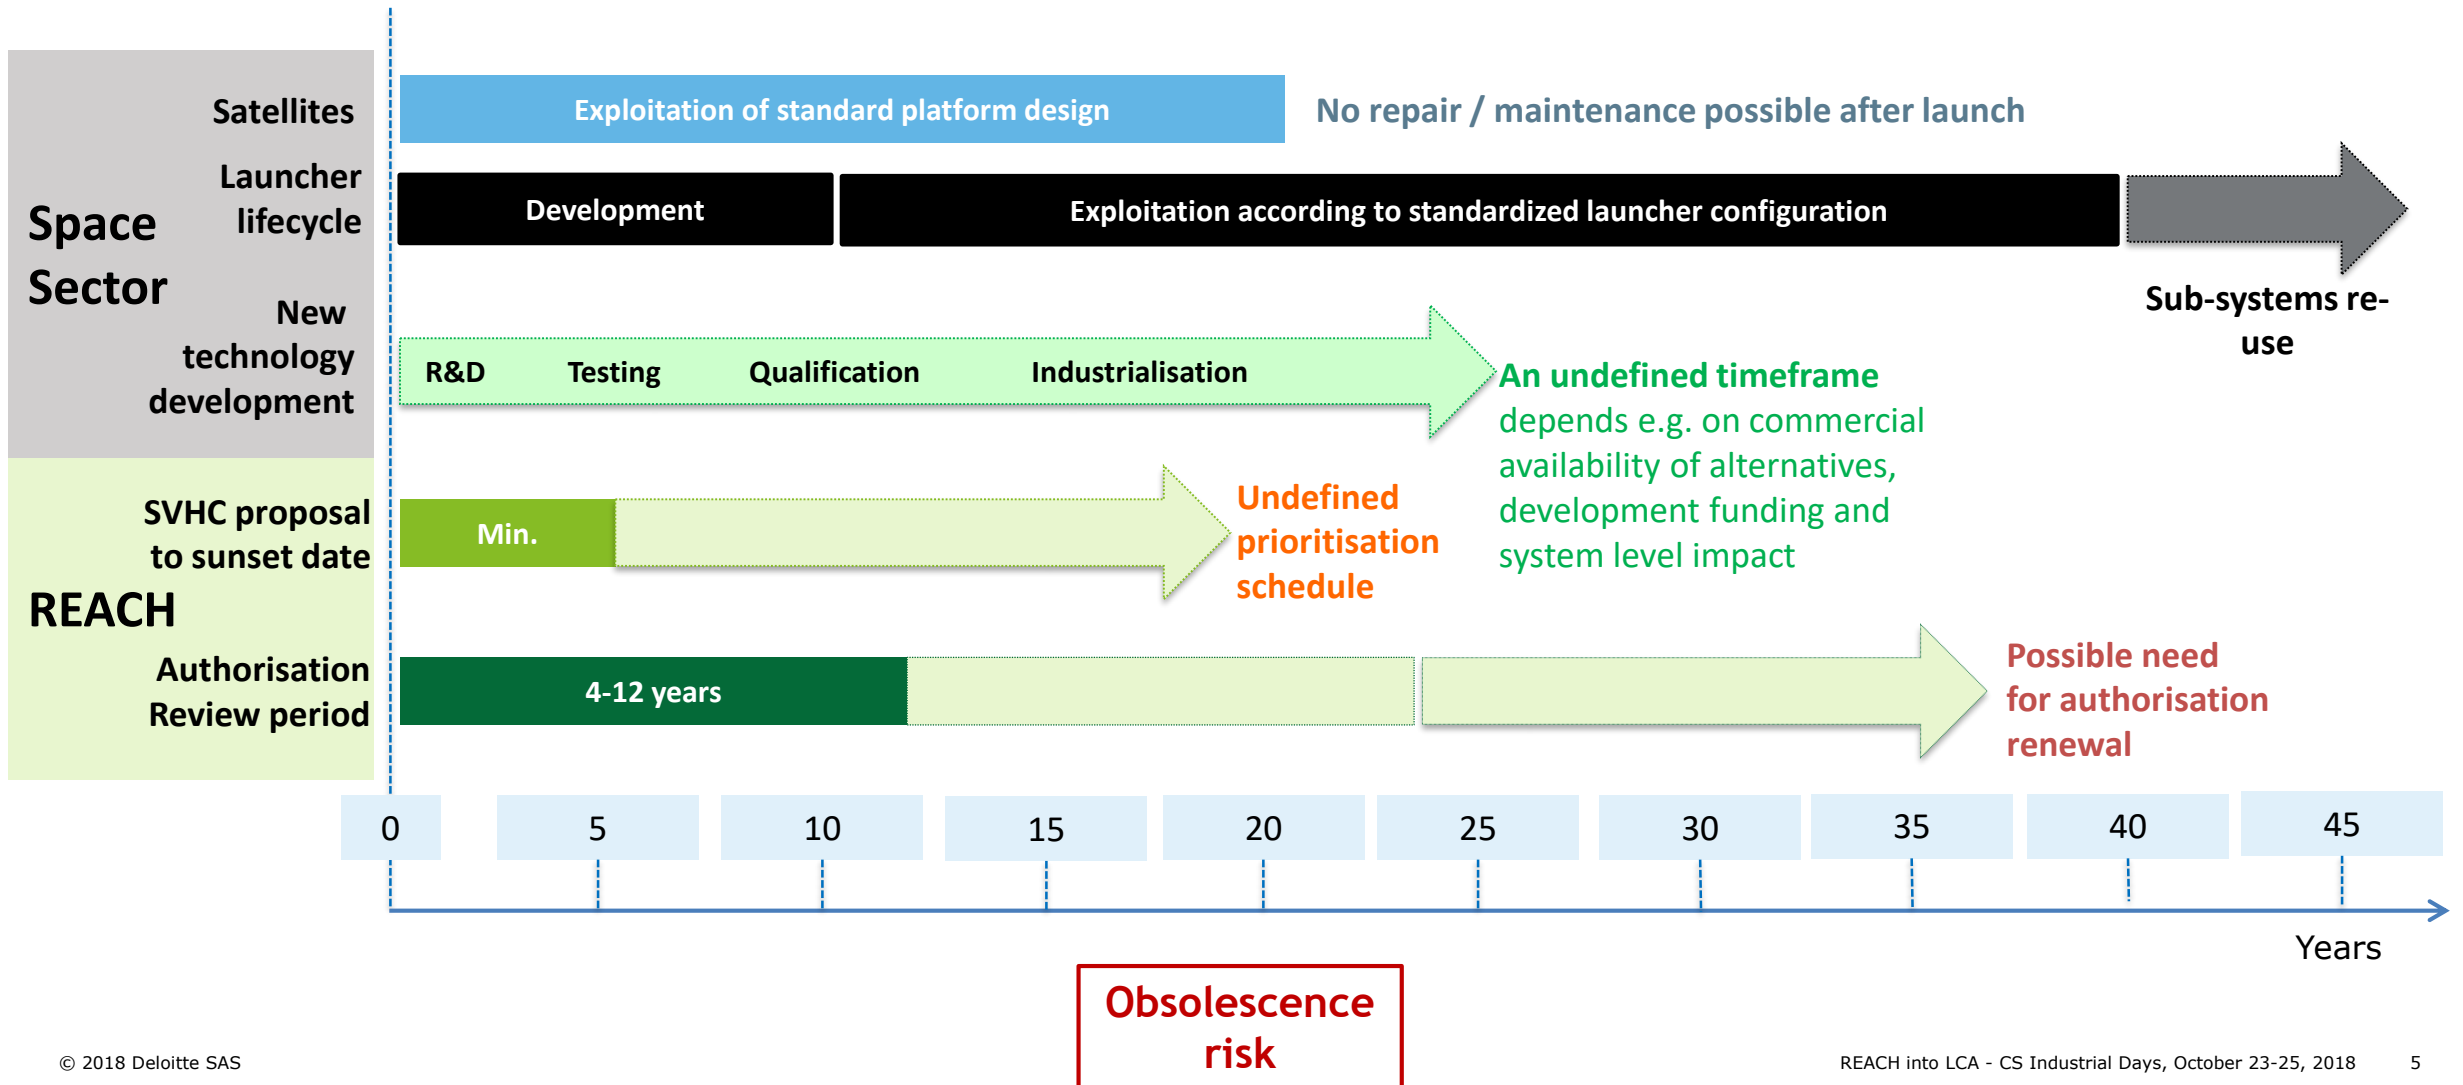 Space
Sector
Satellites
Exploitation of standard platform design
No repair / maintenance possible after launch
Launcher
lifecycle
Development
Exploitation according to standardized launcher configuration
Sub-systems re-
use
New
technology
development
R&D
Testing
Qualification
Industrialisation
An undefined timeframe
depends e.g. on commercial
availability of alternatives,
development funding and
system level impact
REACH
SVHC proposal
to sunset date
Min.
Undefined
prioritisation
schedule
Authorisation
Review period
4-12 years
Possible need
for authorisation
renewal
0
5
10
15
20
25
30
35
40
45
Years
Obsolescence
risk
© 2018 Deloitte SAS
REACH into LCA - CS Industrial Days, October 23-25, 2018
5